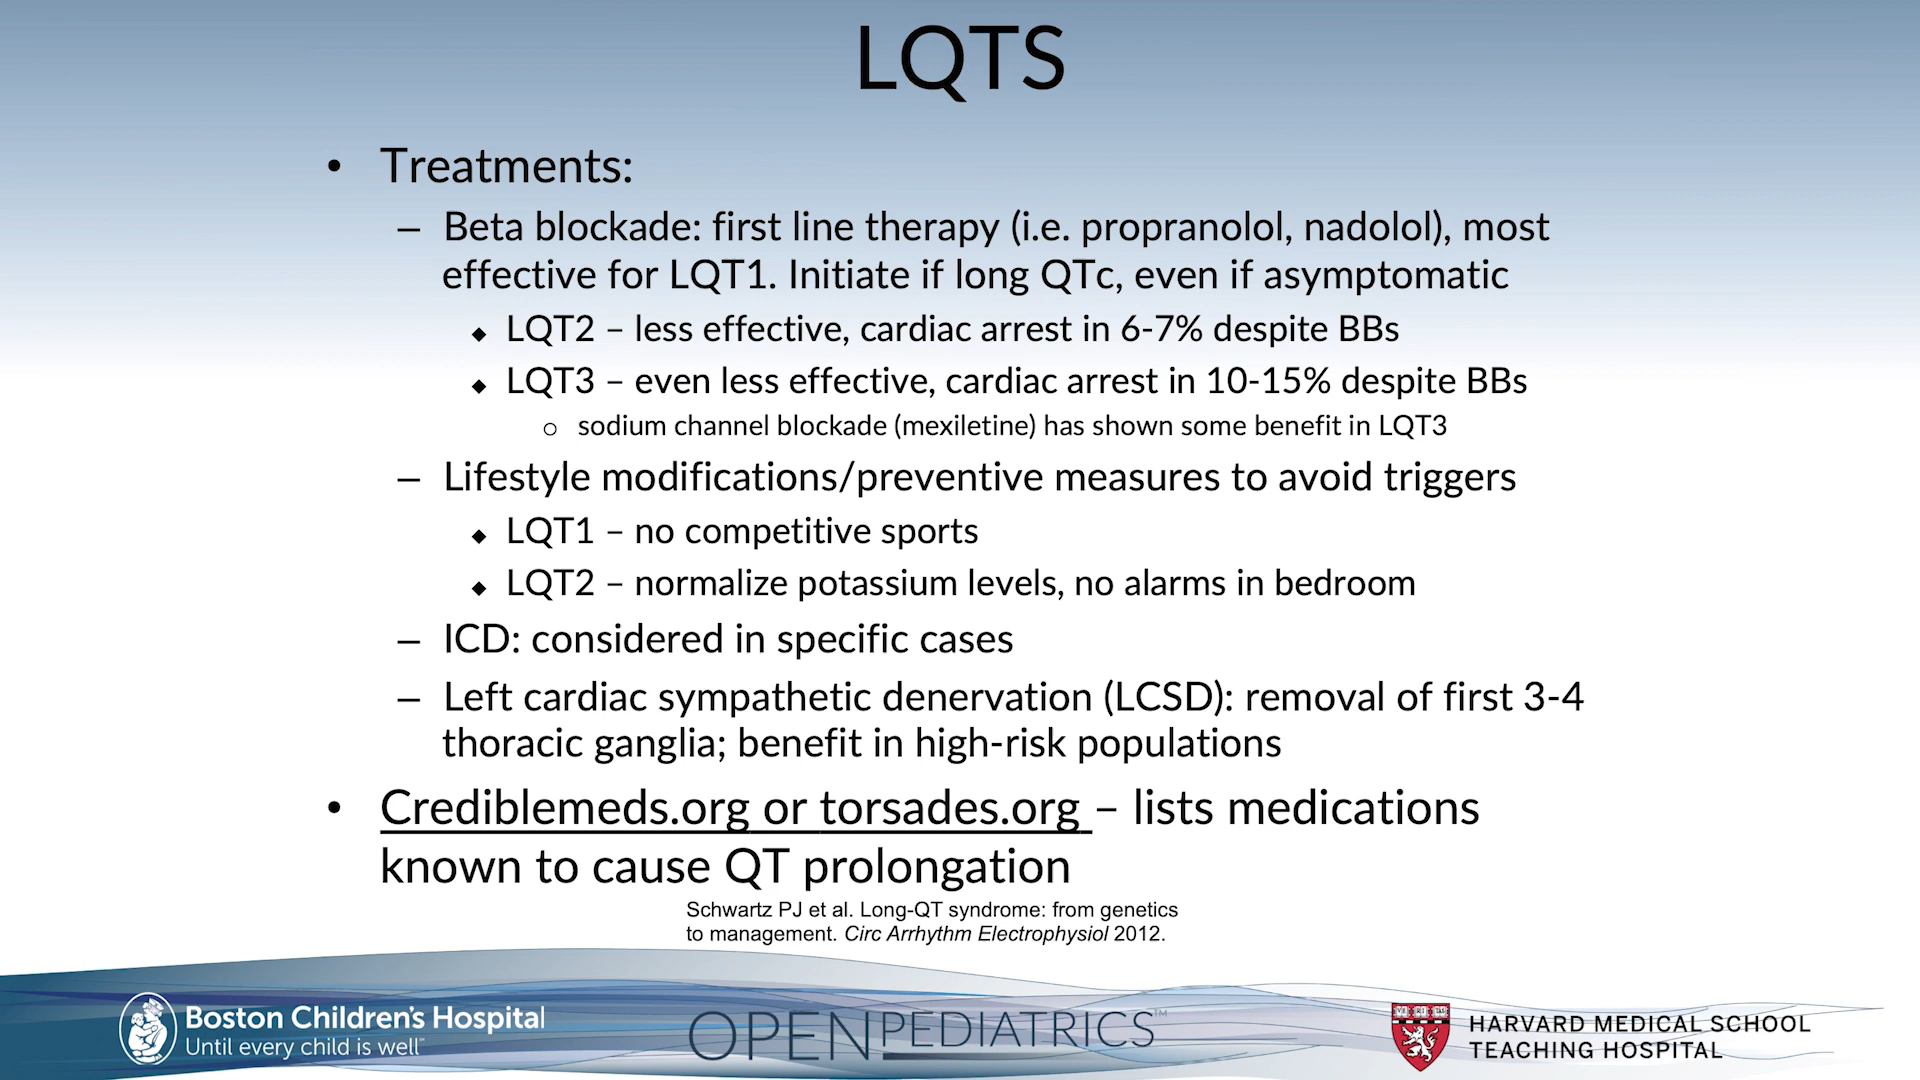 LQTS
• Treatments:
– Beta blockade: first line therapy (i.e. propranolol, nadolol), most
effective for LQT1. Initiate if long QTc, even if asymptomatic
◆ LQT2 – less effective, cardiac arrest in 6-7% despite BBs
◆ LQT3 – even less effective, cardiac arrest in 10-15% despite BBs
○ sodium channel blockade (mexiletine) has shown some benefit in LQT3
– Lifestyle modifications/preventive measures to avoid triggers
◆ LQT1 – no competitive sports
◆ LQT2 – normalize potassium levels, no alarms in bedroom
– ICD: considered in specific cases
– Left cardiac sympathetic denervation (LCSD): removal of first 3-4
thoracic ganglia; benefit in high-risk populations
• Crediblemeds.org or torsades.org – lists medications
known to cause QT prolongation
Schwartz PJ et al. Long-QT syndrome: from genetics
to management. Circ Arrhythm Electrophysiol 2012.
Boston Children's Hospital
Until every child is well℠
OPENPEDIATRICS™
VE RI TAS
HARVARD MEDICAL SCHOOL
TEACHING HOSPITAL